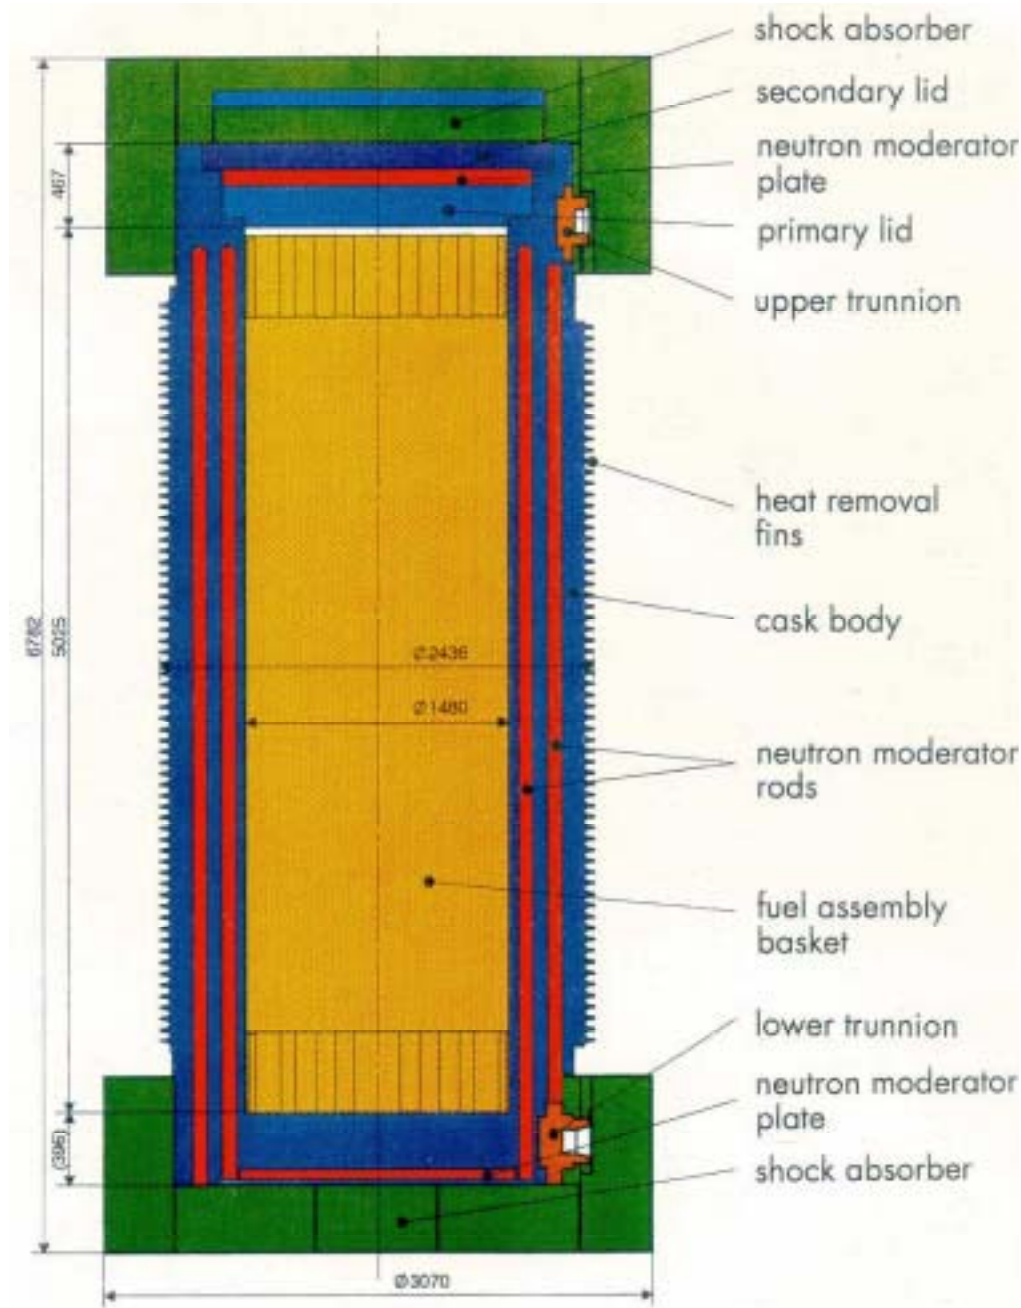 shock absorber
secondary lid
neutron moderator
plate
primary lid
upper trunnion
heat removal
fins
cask body
neutron moderator
rods
fuel assembly
basket
lower trunnion
neutron moderator
plate
shock absorber
467
6782
5025
(396)
Ø2436
Ø1480
Ø3070